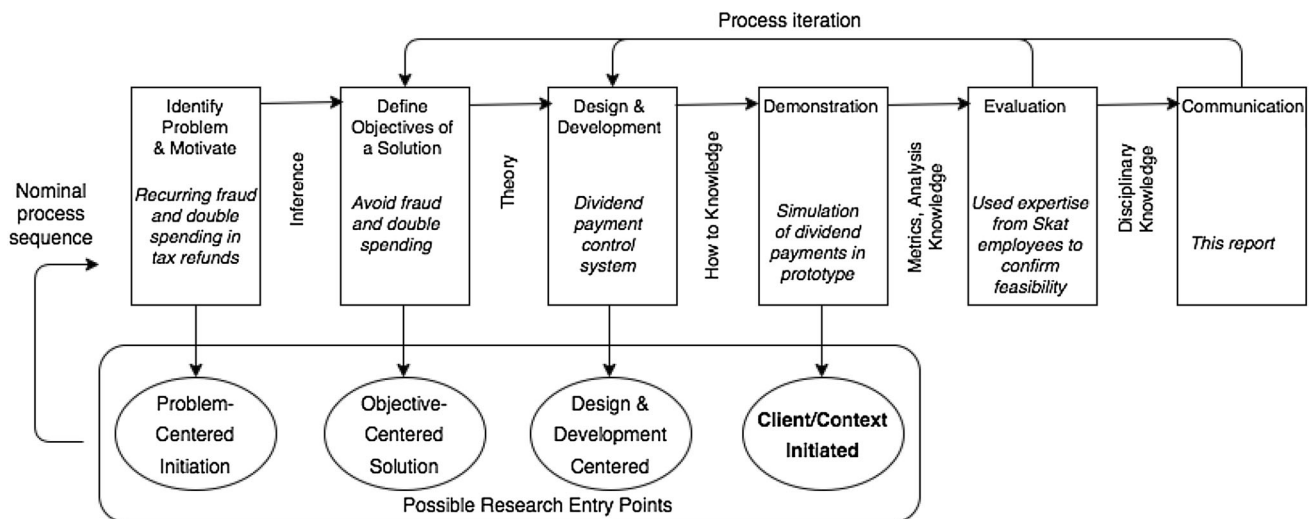 Process iteration
Nominal
process
sequence
Identify
Problem
& Motivate
Recurring fraud
and double
spending in
tax refunds
Inference
Define
Objectives of
a Solution
Avoid fraud
and double
spending
Theory
Design &
Development
Dividend
payment
control
system
How to Knowledge
Demonstration
Simulation
of dividend
payments in
prototype
Metrics, Analysis
Knowledge
Evaluation
Used expertise
from Skat
employees to
confirm
feasibility
Disciplinary
Knowledge
Communication
This report
Problem-
Centered
Initiation
Objective-
Centered
Solution
Design &
Development
Centered
Client/Context
Initiated
Possible Research Entry Points